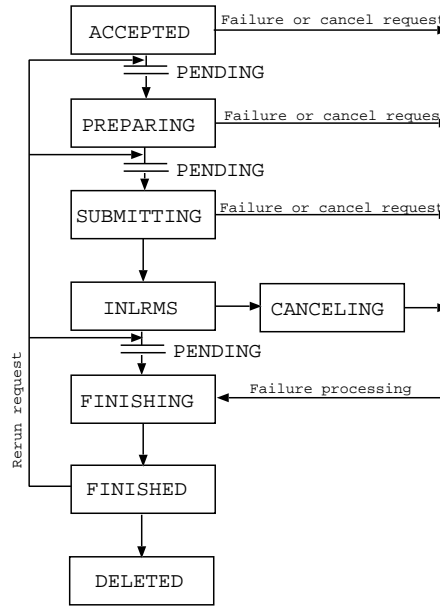 ACCEPTED
Failure or cancel request
PENDING
PREPARING
Failure or cancel request
PENDING
SUBMITTING
Failure or cancel request
INLRMS
CANCELING
PENDING
Rerun request
Failure processing
FINISHING
FINISHED
DELETED